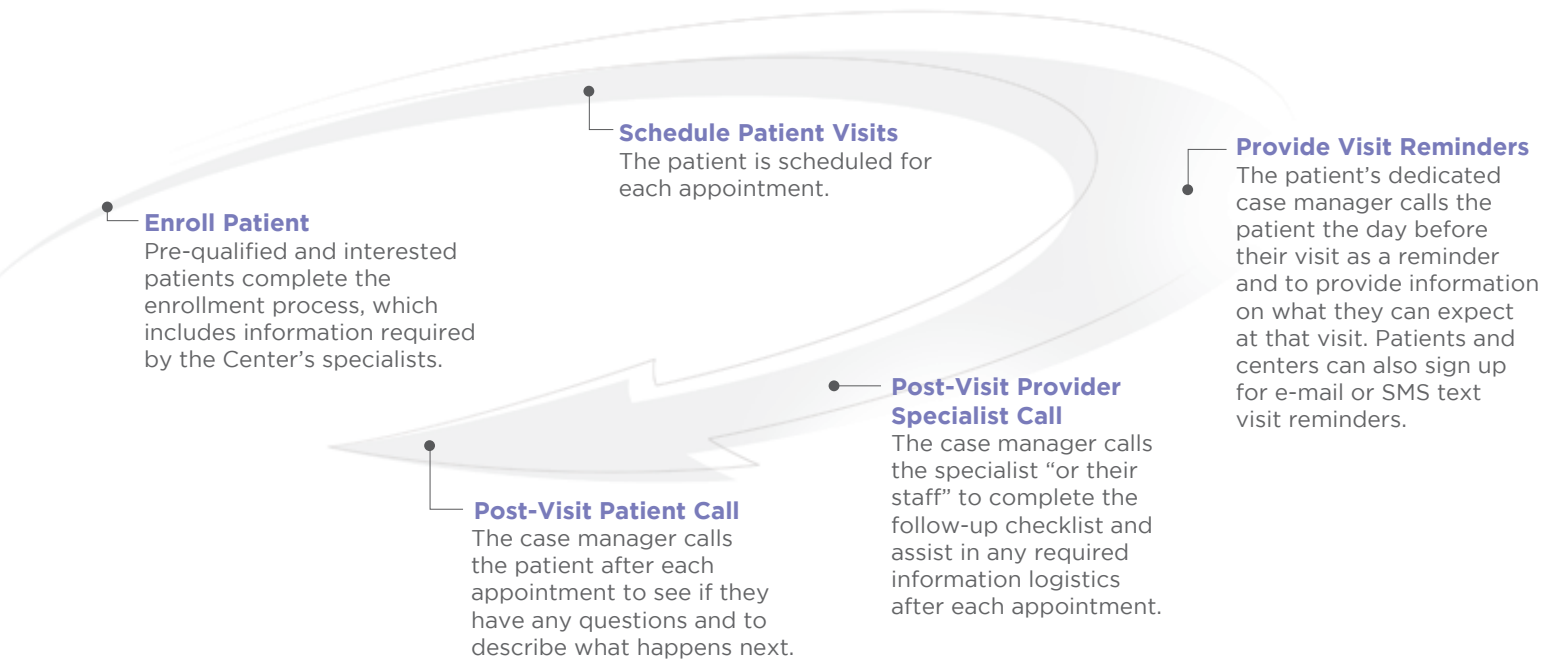 Enroll Patient
Pre-qualified and interested
patients complete the
enrollment process, which
includes information required
by the Center’s specialists.
Schedule Patient Visits
The patient is scheduled for
each appointment.
Provide Visit Reminders
The patient’s dedicated
case manager calls the
patient the day before
their visit as a reminder
and to provide information
on what they can expect
at that visit. Patients and
centers can also sign up
for e-mail or SMS text
visit reminders.
Post-Visit Provider
Specialist Call
The case manager calls
the specialist “or their
staff” to complete the
follow-up checklist and
assist in any required
information logistics
after each appointment.
Post-Visit Patient Call
The case manager calls
the patient after each
appointment to see if they
have any questions and to
describe what happens next.